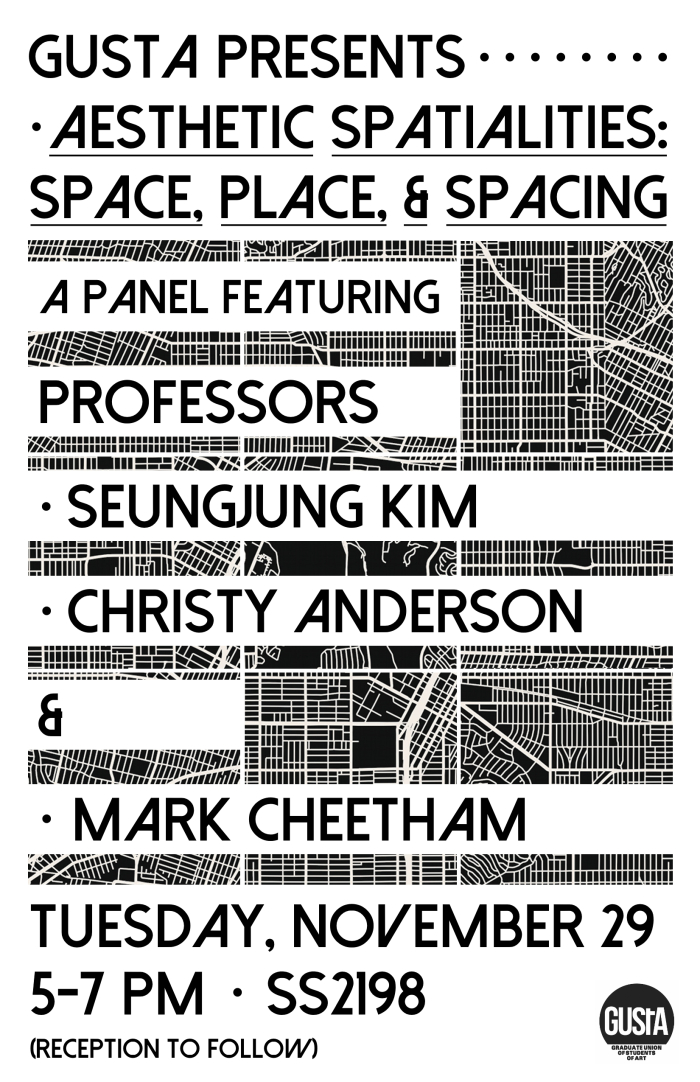 GUSTA PRESENTS ········
· AESTHETIC SPATIALITIES:
SPACE, PLACE, & SPACING
A PANEL FEATURING
PROFESSORS
· SEUNGJUNG KIM
· CHRISTY ANDERSON
&
· MARK CHEETHAM
TUESDAY, NOVEMBER 29
5-7 PM · SS2198
(RECEPTION TO FOLLOW)
GUStA
GRADUATE UNION
OF STUDENTS
OF ART